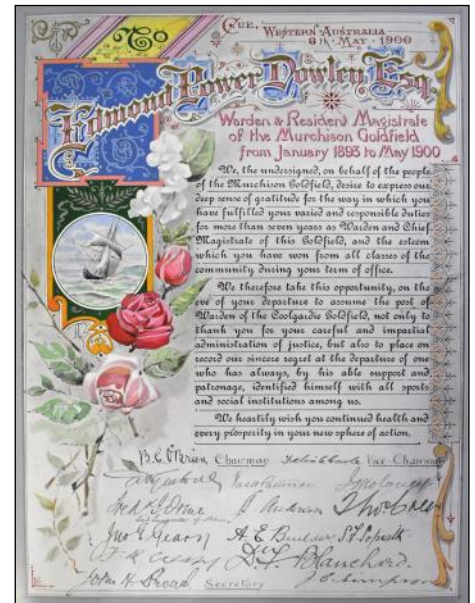 To
Cue, Western Australia
8th May 1900
Edmond Power Dowley Esq.
Warden & Resident Magistrate
of the Murchison Goldfield
from January 1893 to May 1900
We, the undersigned, on behalf of the people
of the Murchison Goldfield, desire to express our
deep sense of gratitude for the way in which you
have fulfilled your varied and responsible duties
for more than seven years as Warden and Chief
Magistrate of this Goldfield, and the esteem
which you have won from all classes of the
community during your term of office.
We therefore take this opportunity, on the
eve of your departure to assume the post of
Warden of the Coolgardie Goldfield, not only to
thank you for your careful and impartial
administration of justice, but also to place on
record our sincere regret at the departure of one
who has always, by his able support and
patronage, identified himself with all sports
and social institutions among us.
We heartily wish you continued health and
every prosperity in your new sphere of action.
B.C. O'Brien Chairman Vice-Chairman
Blanchard.
John H. Broad Secretary J C Simpson